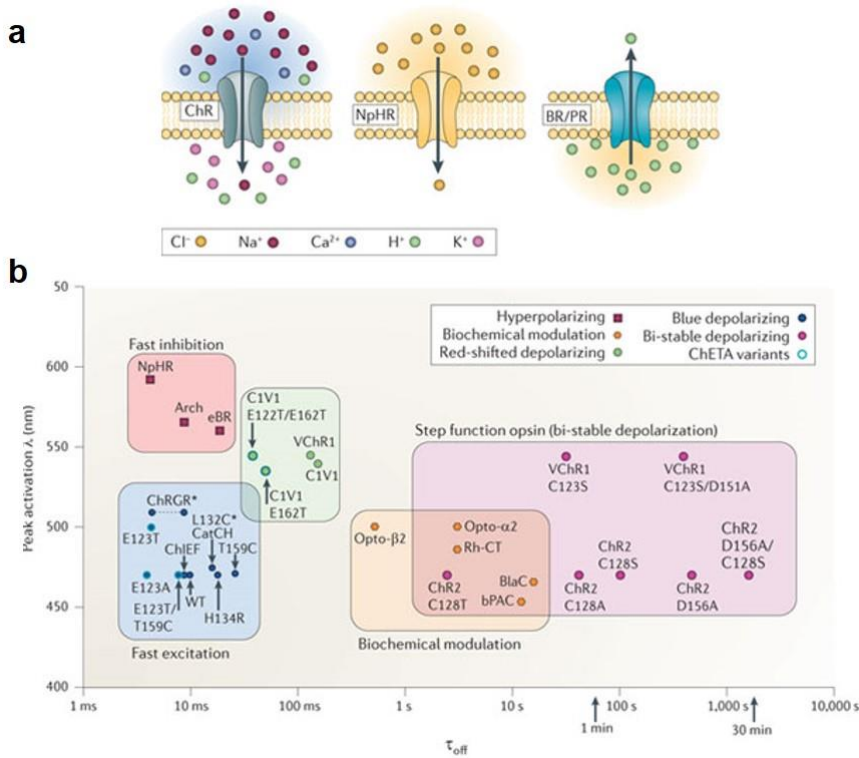 a
ChR
NpHR
BR/PR
Cl⁻ Na⁺ Ca²⁺ H⁺ K⁺
b
50
600
550
500
450
400
Peak activation λ (nm)
Hyperpolarizing
Biochemical modulation
Red-shifted depolarizing
Blue depolarizing
Bi-stable depolarizing
ChETA variants
Fast inhibition
NpHR
Arch
eBR
C1V1
E122T/E162T
VChR1
C1V1
C1V1
E162T
Step function opsin (bi-stable depolarization)
VChR1
C123S
VChR1
C123S/D151A
ChRGR*
L132C*
CatCH
T159C
E123T
ChIEF
E123A
E123T/
T159C
WT
H134R
Fast excitation
Opto-β2
Opto-α2
Rh-CT
ChR2
C128T
BlaC
bPAC
Biochemical modulation
ChR2
C128A
ChR2
C128S
ChR2
D156A
ChR2
D156A/
C128S
1 ms
10 ms
100 ms
1 s
10 s
100 s
1,000 s
10,000 s
1 min
30 min
τoff